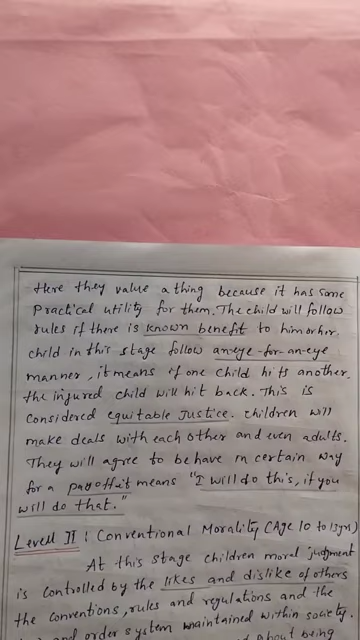 Here they value a thing because it has some
practical utility for them. The child will follow
rules if there is known benefit to him or her.
child in this stage follow an-eye-for-an-eye
manner, it means if one child hits another,
the injured child will hit back. This is
considered equitable Justice. Children will
make deals with each other and even adults.
They will agree to behave in certain way
for a payoff it means "I will do this, if you
will do that."
Level II : Conventional Morality (Age 10 to 13yrs)
At this stage children moral judgment
is controlled by the likes and dislike of others
the conventions, rules and regulations and the
and order system maintained within society.
about being